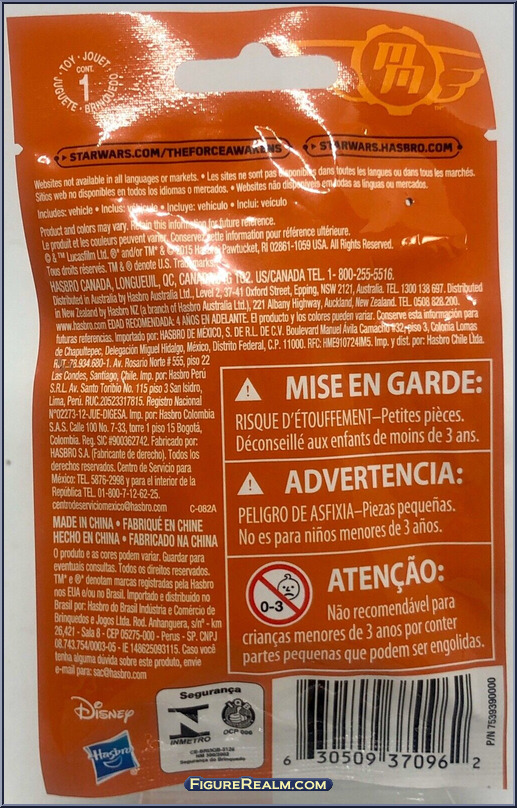 TOY • JOUET
CONT.
1
JUGUETE • BRINQUEDO
MM
STARWARS.COM/THEFORCEAWAKENS
STARWARS.HASBRO.COM
Websites not available in all languages or markets. • Les sites ne sont pas disponibles dans toutes les langues ou dans tous les marchés.
Sitios web no disponibles en todos los idiomas o mercados. • Websites não disponíveis em todas as línguas ou mercados.
Includes: vehicle • Inclus: véhicule • Incluye: vehículo • Inclui: veículo
Product and colors may vary. Retain this information for future reference.
Le produit et les couleurs peuvent varier. Conservez cette information pour référence ultérieure.
© & ™ Lucasfilm Ltd. ® and/or TM* & © 2015 Hasbro, Pawtucket, RI 02861-1059 USA. All Rights Reserved.
Tous droits réservés. TM & ® denote U.S. Trademarks.
HASBRO CANADA, LONGUEUIL, QC, CANADA J4G 1G2. US/CANADA TEL. 1- 800-255-5516.
Distributed in Australia by Hasbro Australia Ltd., Level 2, 37-41 Oxford Street, Epping, NSW 2121, Australia. TEL. 1300 138 697. Distributed
in New Zealand by Hasbro NZ (a branch of Hasbro Australia Ltd.), 221 Albany Highway, Auckland, New Zealand. TEL. 0508 828 200.
www.hasbro.com EDAD RECOMENDADA: 4 AÑOS EN ADELANTE. El producto y los colores pueden variar. Conserve esta información para
futuras referencias. Importado por: HASBRO DE MÉXICO, S. DE R.L. DE C.V. Boulevard Manuel Ávila Camacho #32, piso 3, Colonia Lomas
de Chapultepec, Delegación Miguel Hidalgo, México, Distrito Federal, C.P. 11000. RFC: HME910724IM5. Imp. y dist. por: Hasbro Chile Ltda.
R.U.T. 78.934.680-1. Av. Rosario Norte # 555, piso 22
Las Condes, Santiago, Chile. Imp. por: Hasbro Perú
S.R.L. Av. Santo Toribio No. 115 piso 3 San Isidro,
Lima, Perú. RUC.20523317815. Registro Nacional
N°02273-12-JUE-DIGESA. Imp. por: Hasbro Colombia
S.A.S. Calle 100 No. 7-33, torre 1 piso 15 Bogotá,
Colombia. Reg. SIC #900362742. Fabricado por:
HASBRO S.A. (Fabricante de derecho). Todos los
derechos reservados. Centro de Servicio para
México: TEL. 5876-2998 y para el interior de la
República TEL. 01-800-7-12-62-25.
centrodeserviciomexico@hasbro.com C-082A
MADE IN CHINA • FABRIQUÉ EN CHINE
HECHO EN CHINA • FABRICADO NA CHINA
O produto e as cores podem variar. Guardar para
eventuais consultas. Todos os direitos reservados.
TM* e ® denotam marcas registradas pela Hasbro
nos EUA e/ou no Brasil. Importado e distribuído no
Brasil por: Hasbro do Brasil Indústria e Comércio de
Brinquedos e Jogos Ltda. Rod. Anhanguera, s/nº - km
26,421 - Sala 8 - CEP 05275-000 - Perus - SP. CNPJ
08.743.754/0003-05 - IE 148625093115. Caso você
tenha alguma dúvida sobre este produto, envie
e-mail para: sac@hasbro.com
MISE EN GARDE:
RISQUE D'ÉTOUFFEMENT–Petites pièces.
Déconseillé aux enfants de moins de 3 ans.
ADVERTENCIA:
PELIGRO DE ASFIXIA–Piezas pequeñas.
No es para niños menores de 3 años.
0-3
ATENÇÃO:
Não recomendável para
crianças menores de 3 anos por conter
partes pequenas que podem ser engolidas.
Disney
Hasbro
Segurança
INMETRO
OCP 006
Segurança do Brinquedo
6 30509 37096 2
P/N 7539390000
FIGUREREALM.COM